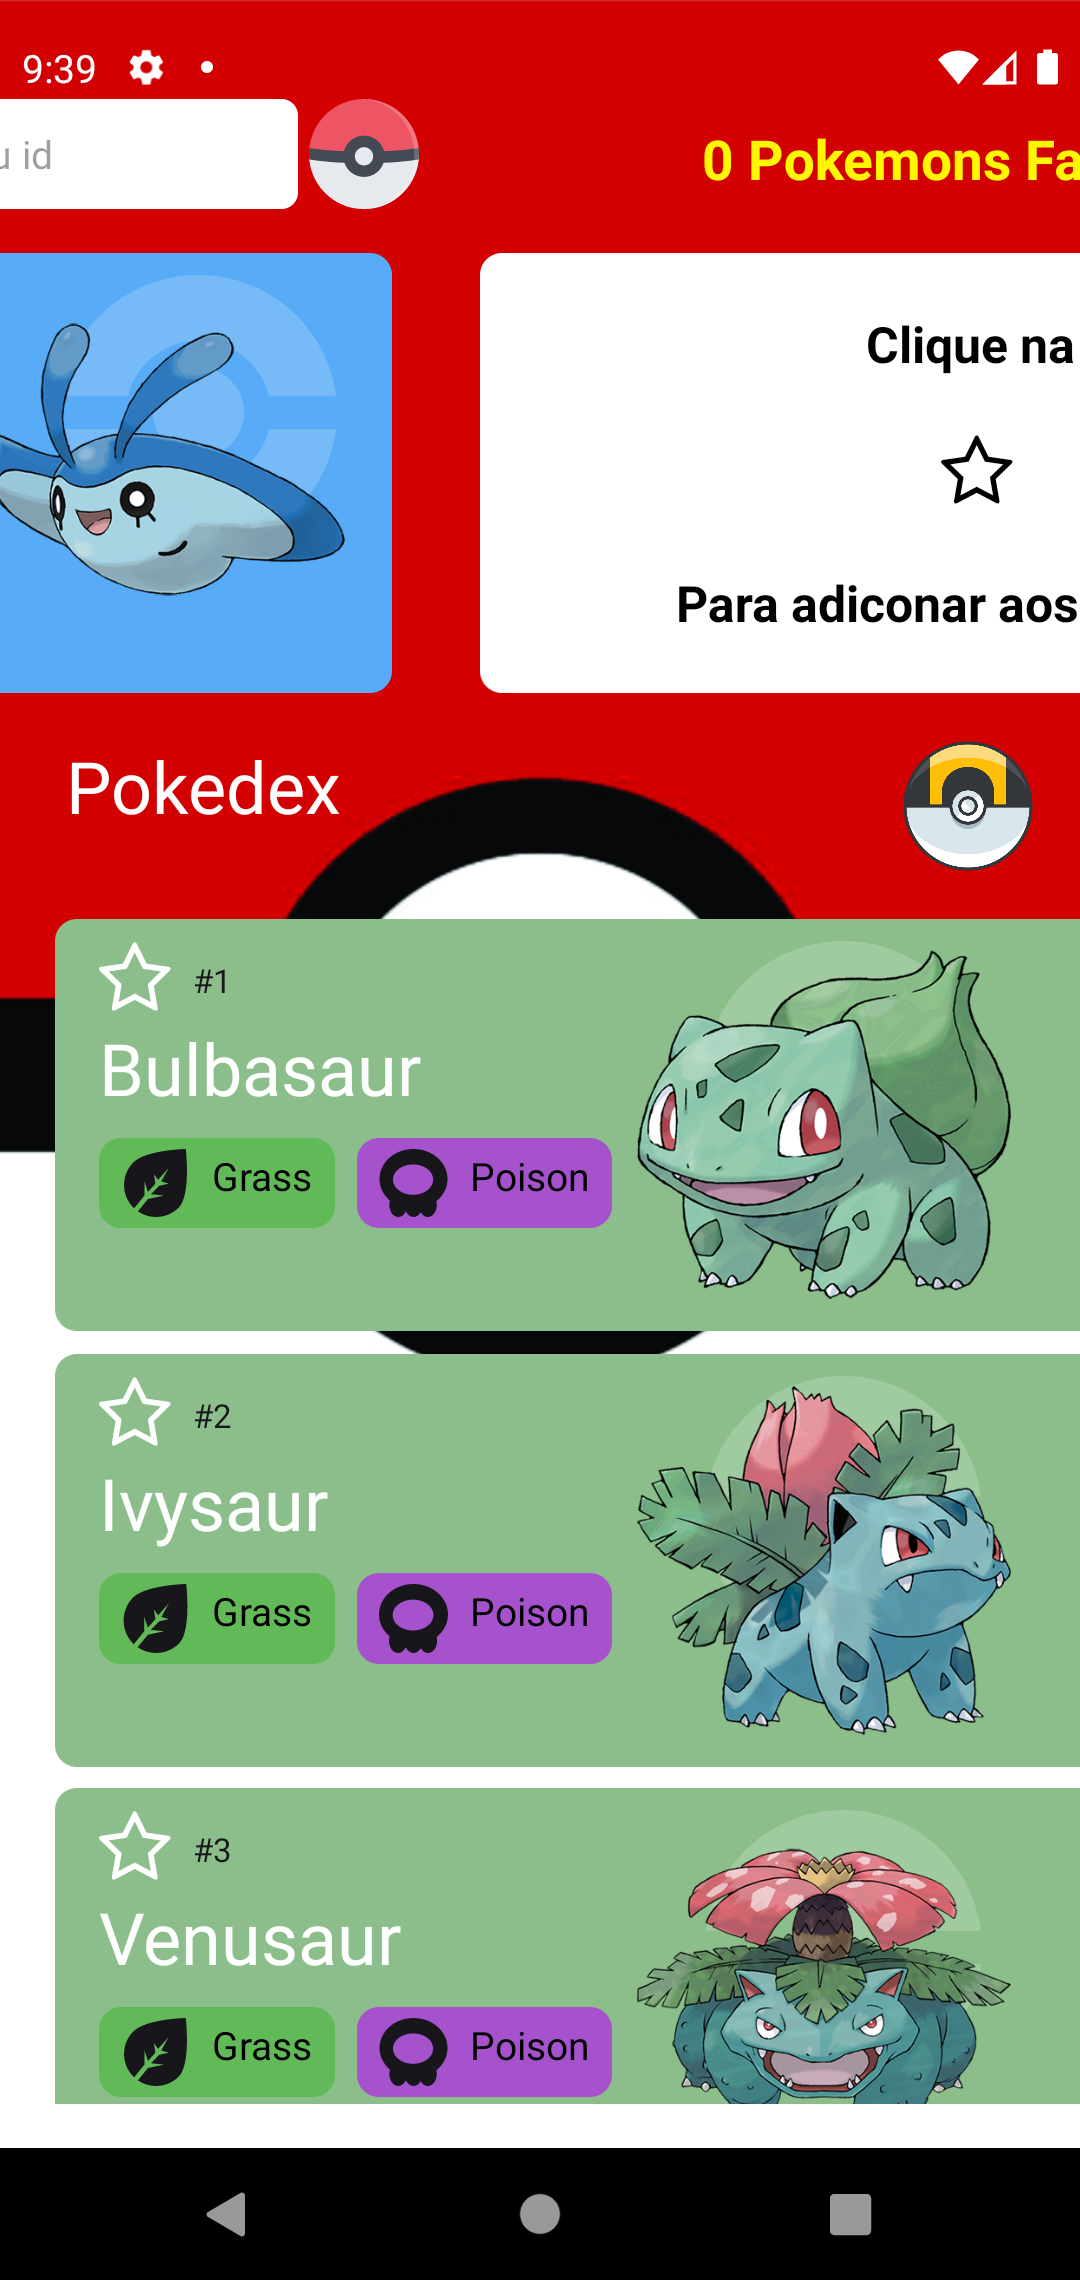 9:39
id
0 Pokemons Fa
Clique na
Para adiconar aos
Pokedex
#1
Bulbasaur
Grass Poison
#2
Ivysaur
Grass Poison
#3
Venusaur
Grass Poison